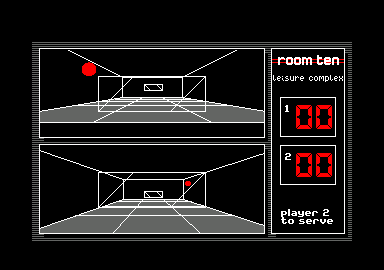 room ten
leisure complex
1 00
2 00
player 2
to serve